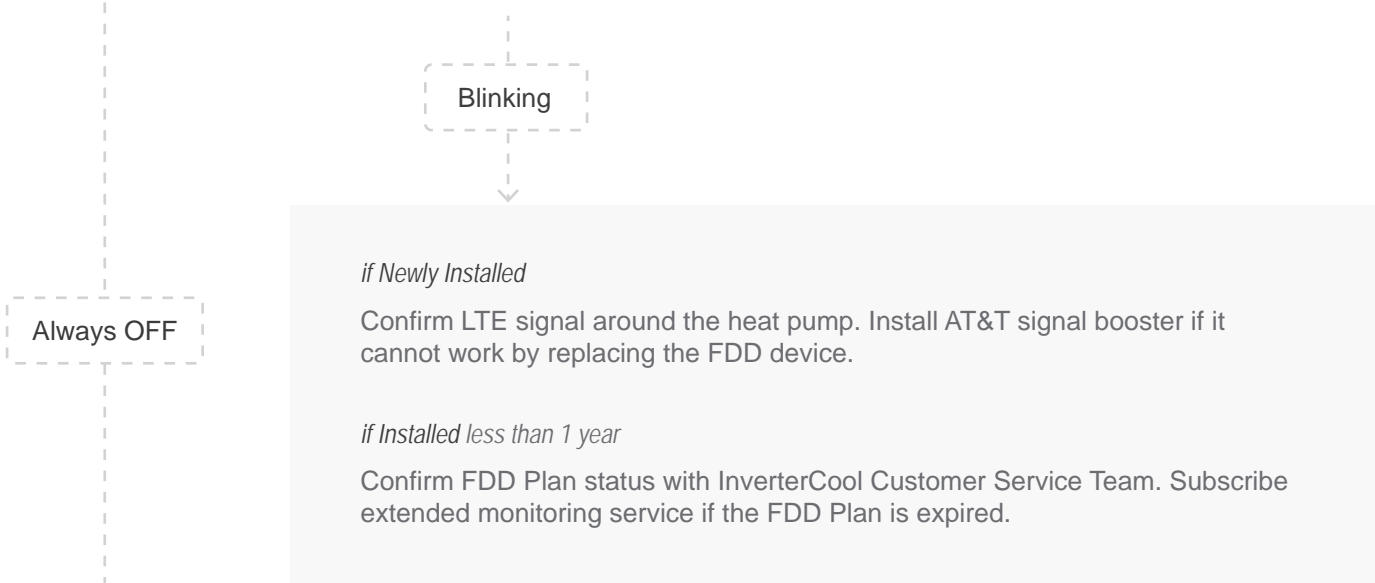 Blinking
if Newly Installed
Always OFF
Confirm LTE signal around the heat pump. Install AT&T signal booster if it
cannot work by replacing the FDD device.
if Installed less than 1 year
Confirm FDD Plan status with InverterCool Customer Service Team. Subscribe
extended monitoring service if the FDD Plan is expired.